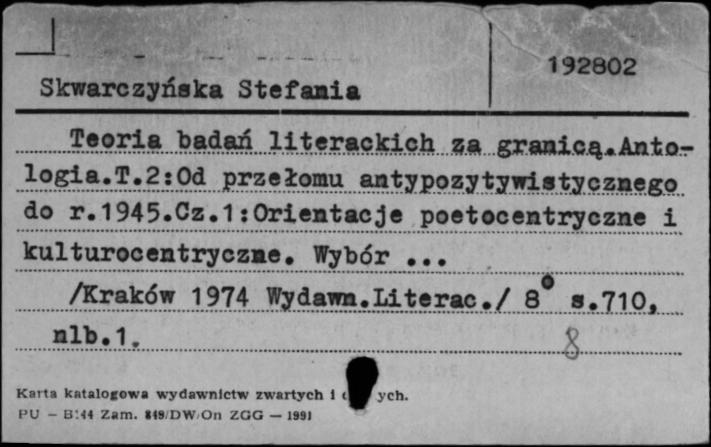 192802
Skwarczyńska Stefania
Teoria badań literackich za granicą.Anto-
logia.T.2:Od przełomu antypozytywistycznego
do r.1945.Cz.1:Orientacje poetocentryczne i
kulturocentryczne. Wybór ...
/Kraków 1974 Wydawn.Literac./ 8° s.710,
nlb.1.
8
Karta katalogowa wydawnictw zwartych i ych.
PU – B:44 Zam. 849/DW/On ZGG — 1991